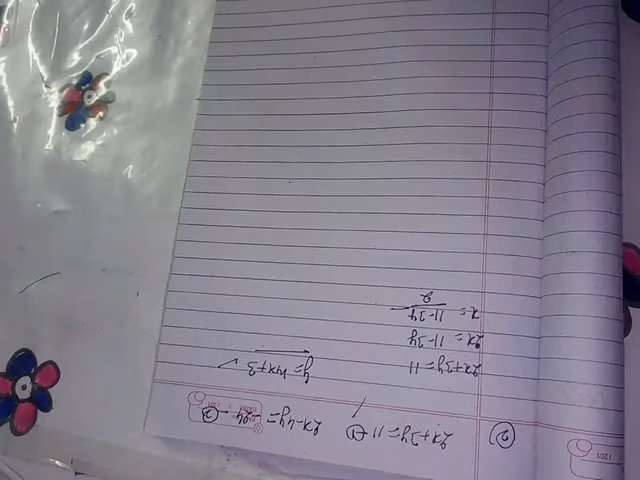 2) 2x+3y=11 -① 2x-4y= -24 -②
2x+3y=11 y=mx+3
2x= 11-3y
x= 11-3y
2